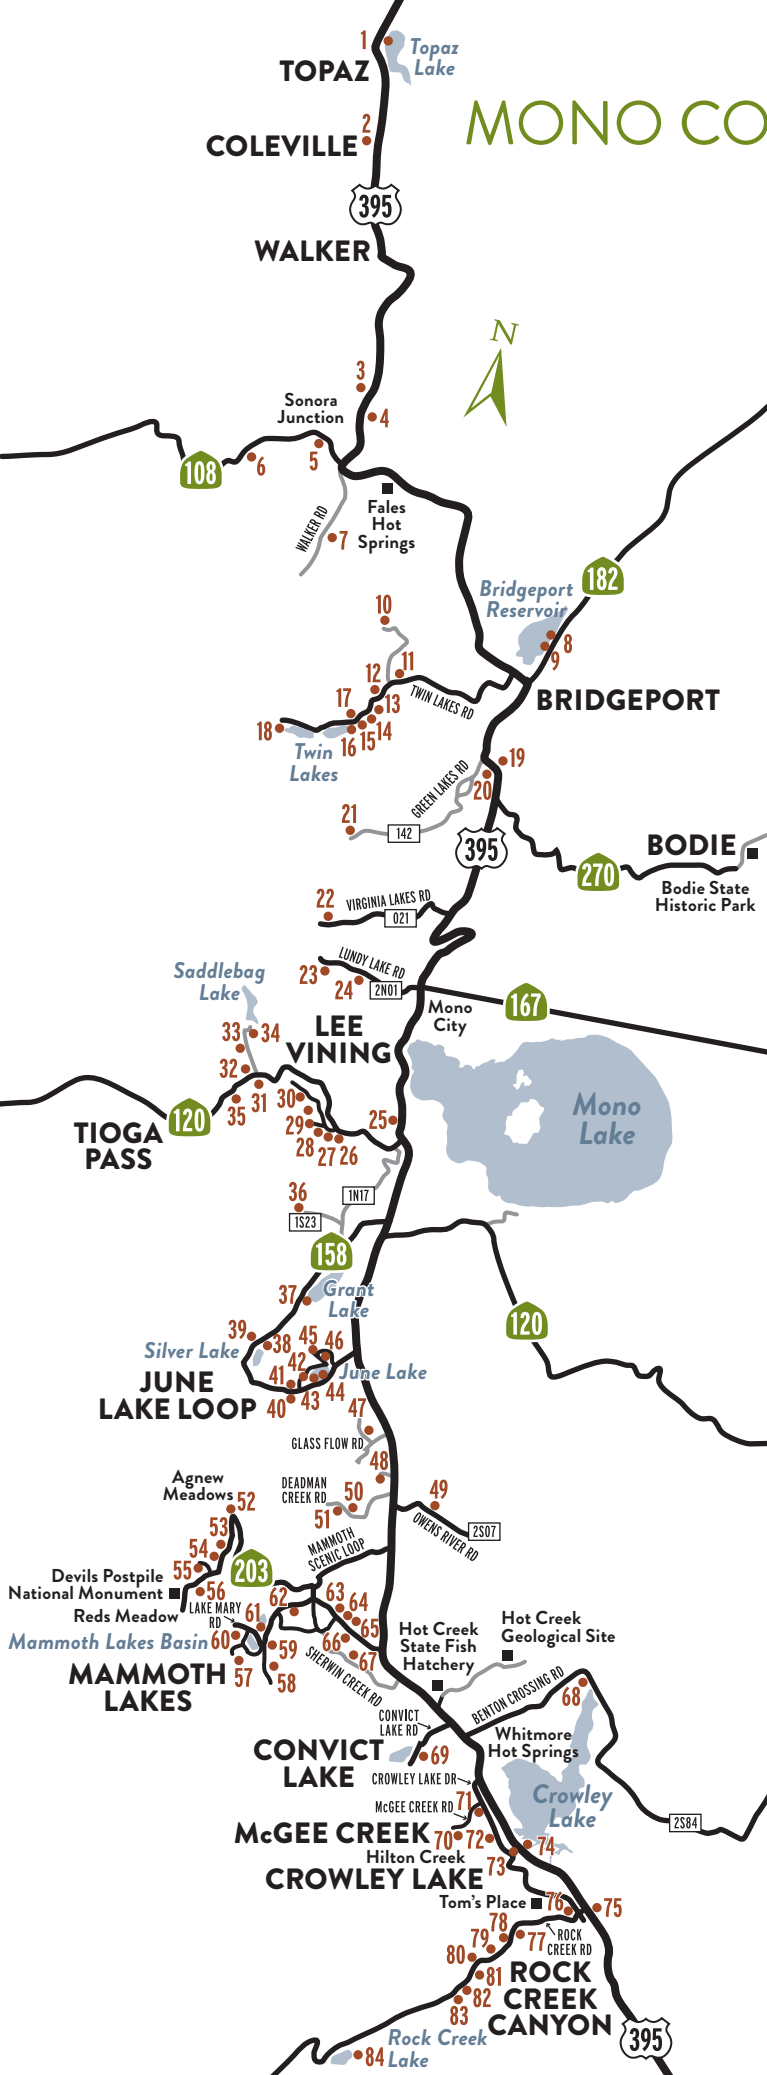 1
Topaz
Lake
TOPAZ
MONO CO
2
COLEVILLE
395
WALKER
N
3
Sonora
Junction
4
108
6
5
Fales
Hot
Springs
WALKER RD
7
182
Bridgeport
Reservoir
10
8
9
11
12
TWIN LAKES RD
BRIDGEPORT
17
13
18
14
15
16
Twin
Lakes
19
GREEN LAKES RD
20
21
142
395
BODIE
270
Bodie State
Historic Park
22
VIRGINIA LAKES RD
021
LUNDY LAKE RD
23
24
2N01
Saddlebag
Lake
167
Mono
City
LEE
VINING
33
34
32
31
30
35
Mono
Lake
120
TIOGA
PASS
29
25
28
27
26
36
1N17
1S23
158
37
Grant
Lake
120
39
38
45
46
Silver Lake
42
June Lake
41
JUNE
LAKE LOOP
40
43
44
47
GLASS FLOW RD
48
Agnew
Meadows
52
DEADMAN
CREEK RD
50
49
51
2S07
OWENS RIVER RD
53
MAMMOTH
SCENIC LOOP
54
55
203
Devils Postpile
National Monument
56
62
63
64
Reds Meadow
LAKE MARY
RD
61
65
Hot Creek
State Fish
Hatchery
Hot Creek
Geological Site
Mammoth Lakes Basin
60
59
66
67
57
58
SHERWIN CREEK RD
MAMMOTH
LAKES
BENTON CROSSING RD
68
CONVICT
LAKE RD
CONVICT
LAKE
69
Whitmore
Hot Springs
CROWLEY LAKE DR
Crowley
Lake
71
McGEE CREEK RD
2S84
McGEE CREEK
70
72
74
Hilton Creek
73
CROWLEY LAKE
Tom's Place
76
75
78
77
ROCK
CREEK RD
79
80
81
ROCK
CREEK
CANYON
82
83
395
Rock Creek
Lake
84